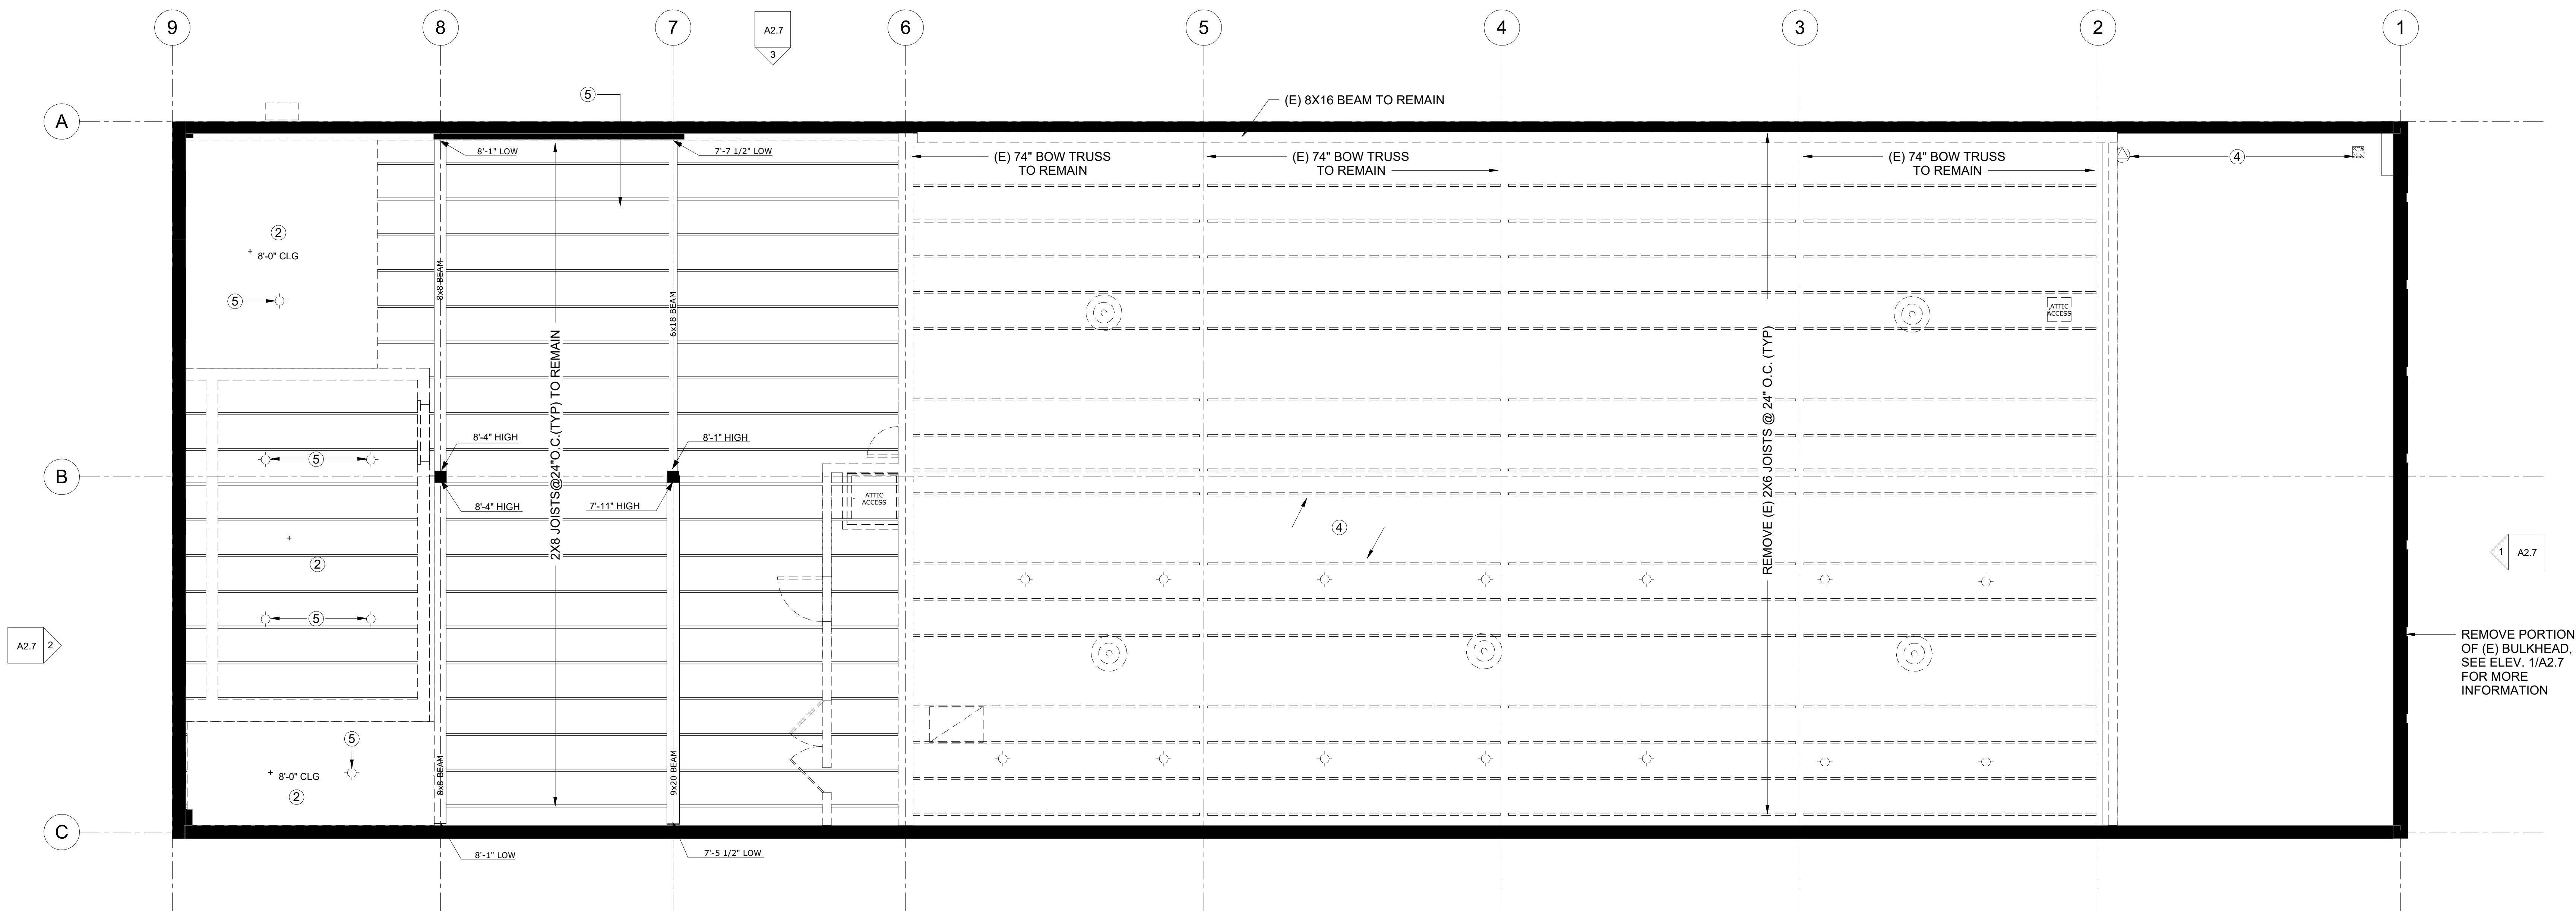 9
8
7
6
5
4
3
2
1
A2.7
3
A
5
(E) 8X16 BEAM TO REMAIN
8'-1" LOW
7'-7 1/2" LOW
(E) 74" BOW TRUSS
TO REMAIN
(E) 74" BOW TRUSS
TO REMAIN
(E) 74" BOW TRUSS
TO REMAIN
4
2
+ 8'-0" CLG
5
8x8 BEAM
6x18 BEAM
2X8 JOISTS@24"O.C.(TYP) TO REMAIN
REMOVE (E) 2X6 JOISTS @ 24" O.C. (TYP)
ATTIC
ACCESS
5
8'-4" HIGH
8'-1" HIGH
B
8'-4" HIGH
7'-11" HIGH
ATTIC
ACCESS
4
+
2
1
A2.7
5
A2.7
2
REMOVE PORTION
OF (E) BULKHEAD,
SEE ELEV. 1/A2.7
FOR MORE
INFORMATION
5
+ 8'-0" CLG
2
8x8 BEAM
9x20 BEAM
C
8'-1" LOW
7'-5 1/2" LOW